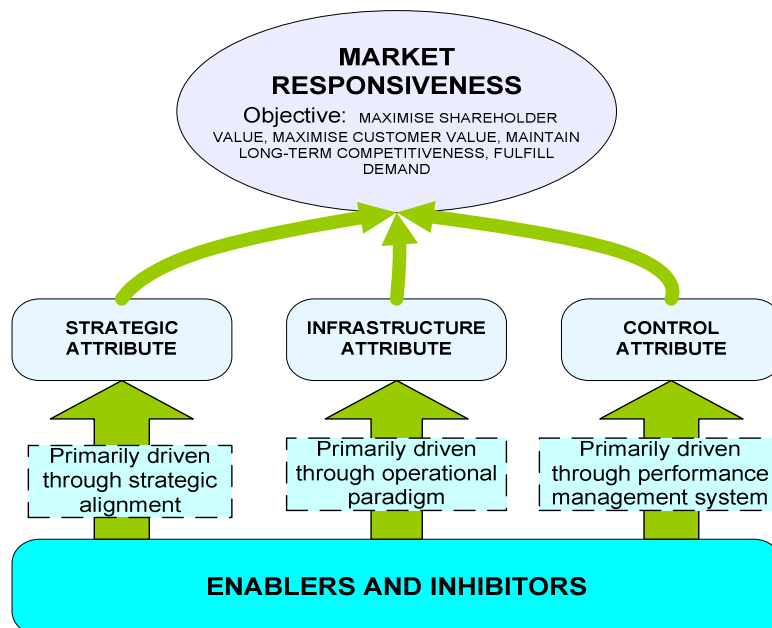 MARKET
RESPONSIVENESS
Objective: MAXIMISE SHAREHOLDER
VALUE, MAXIMISE CUSTOMER VALUE, MAINTAIN
LONG-TERM COMPETITIVENESS, FULFILL
DEMAND
STRATEGIC
ATTRIBUTE
INFRASTRUCTURE
ATTRIBUTE
CONTROL
ATTRIBUTE
Primarily driven
through strategic
alignment
Primarily driven
through operational
paradigm
Primarily driven
through performance
management system
ENABLERS AND INHIBITORS